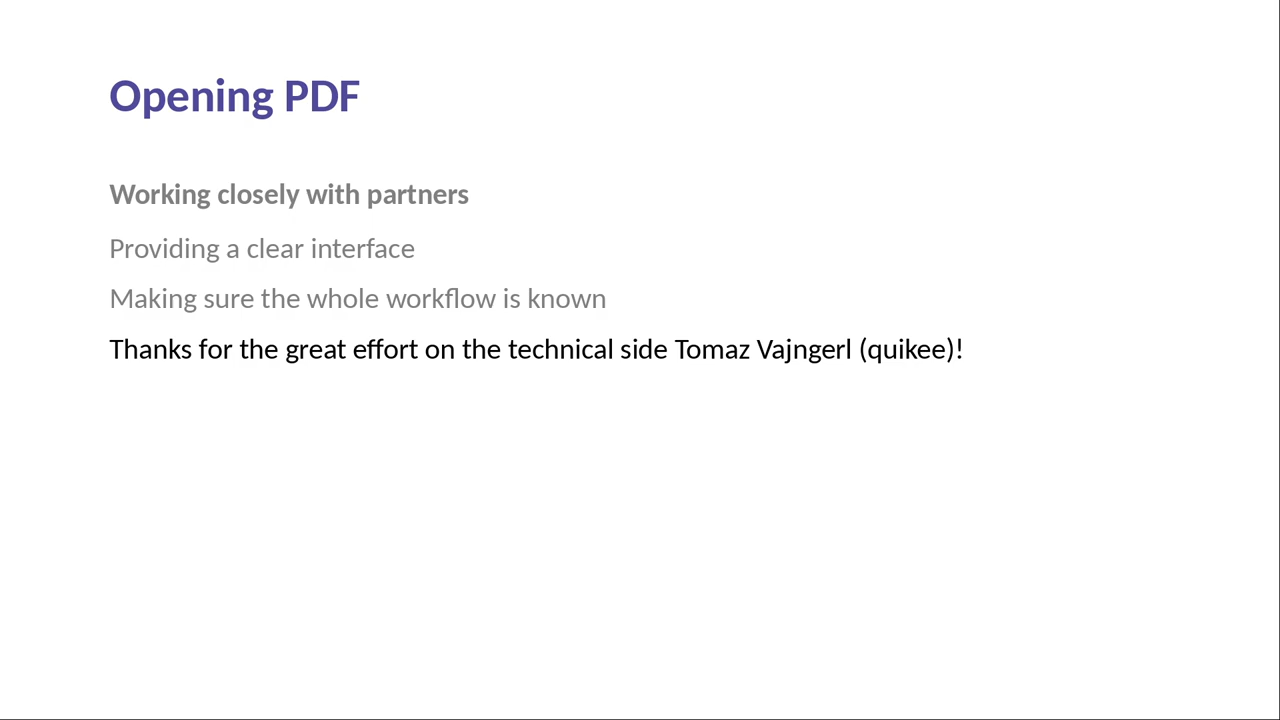 Opening PDF
Working closely with partners
Providing a clear interface
Making sure the whole workflow is known
Thanks for the great effort on the technical side Tomaz Vajngerl (quikee)!